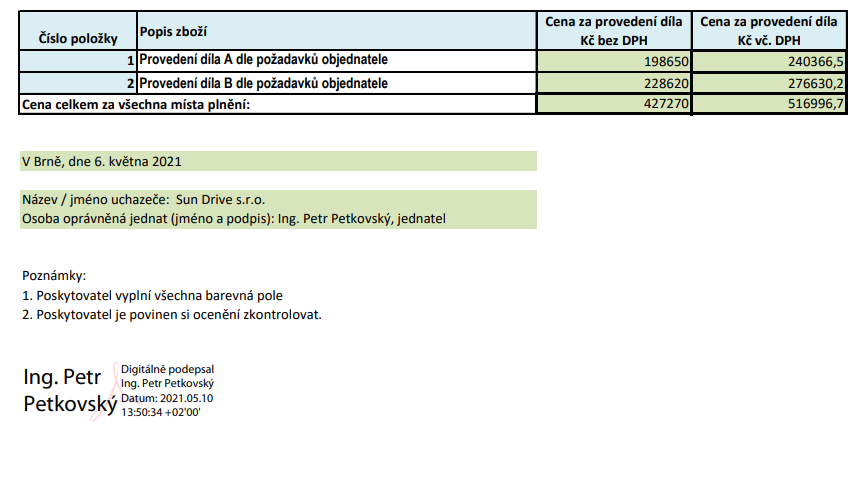 Číslo položky Popis zboží Cena za provedení díla Kč bez DPH Cena za provedení díla Kč vč. DPH
1 Provedení díla A dle požadavků objednatele 198650 240366,5
2 Provedení díla B dle požadavků objednatele 228620 276630,2
Cena celkem za všechna místa plnění: 427270 516996,7
V Brně, dne 6. května 2021
Název / jméno uchazeče: Sun Drive s.r.o.
Osoba oprávněná jednat (jméno a podpis): Ing. Petr Petkovský, jednatel
Poznámky:
1. Poskytovatel vyplní všechna barevná pole
2. Poskytovatel je povinen si ocenění zkontrolovat.
Ing. Petr
Petkovský
Digitálně podepsal
Ing. Petr Petkovský
Datum: 2021.05.10
13:50:34 +02'00'